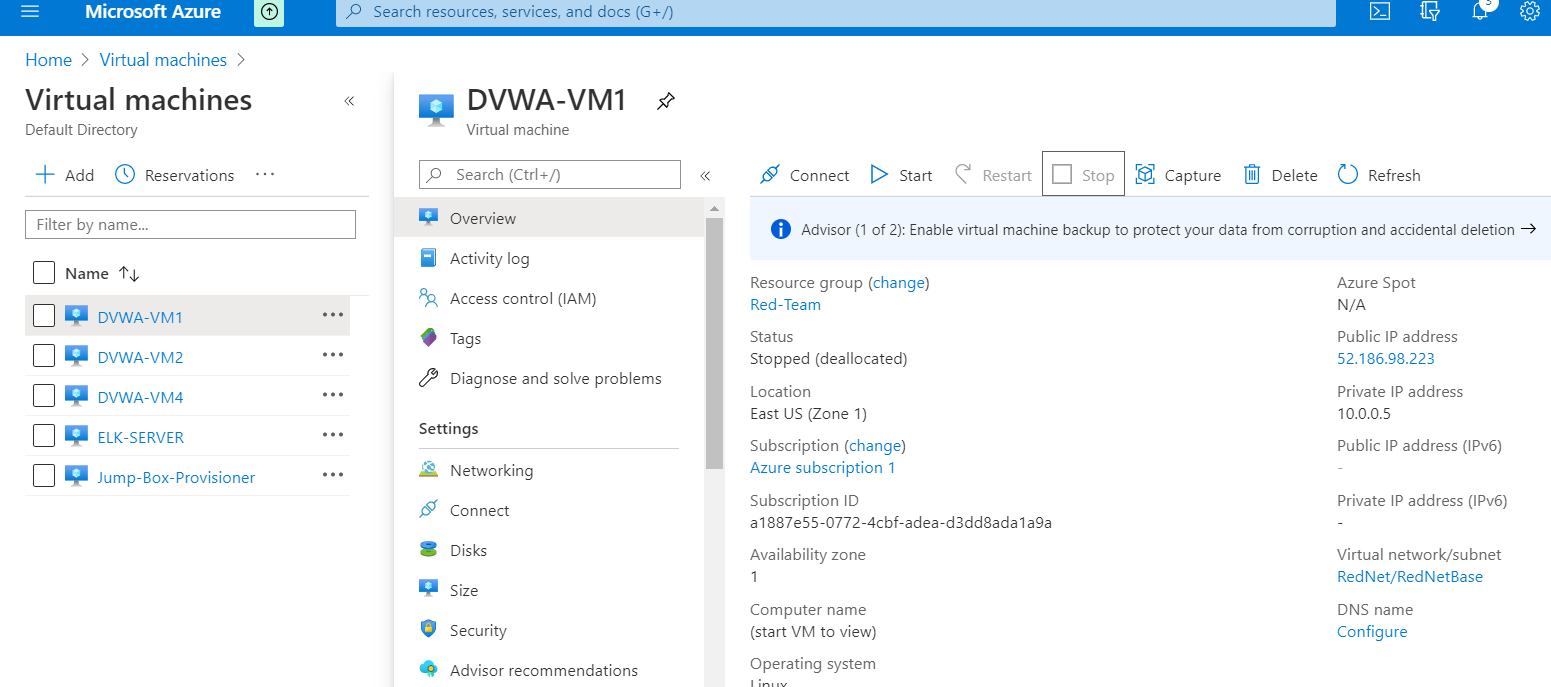 Microsoft Azure
Search resources, services, and docs (G+/)
Home > Virtual machines >
Virtual machines
Default Directory
Add
Reservations
Filter by name...
Name
DVWA-VM1
DVWA-VM2
DVWA-VM4
ELK-SERVER
Jump-Box-Provisioner
DVWA-VM1
Virtual machine
Search (Ctrl+/)
Overview
Activity log
Access control (IAM)
Tags
Diagnose and solve problems
Settings
Networking
Connect
Disks
Size
Security
Advisor recommendations
Connect
Start
Restart
Stop
Capture
Delete
Refresh
Advisor (1 of 2): Enable virtual machine backup to protect your data from corruption and accidental deletion →
Resource group (change)
Red-Team
Status
Stopped (deallocated)
Location
East US (Zone 1)
Subscription (change)
Azure subscription 1
Subscription ID
a1887e55-0772-4cbf-adea-d3dd8ada1a9a
Availability zone
1
Computer name
(start VM to view)
Operating system
Linux
Azure Spot
N/A
Public IP address
52.186.98.223
Private IP address
10.0.0.5
Public IP address (IPv6)
-
Private IP address (IPv6)
-
Virtual network/subnet
RedNet/RedNetBase
DNS name
Configure